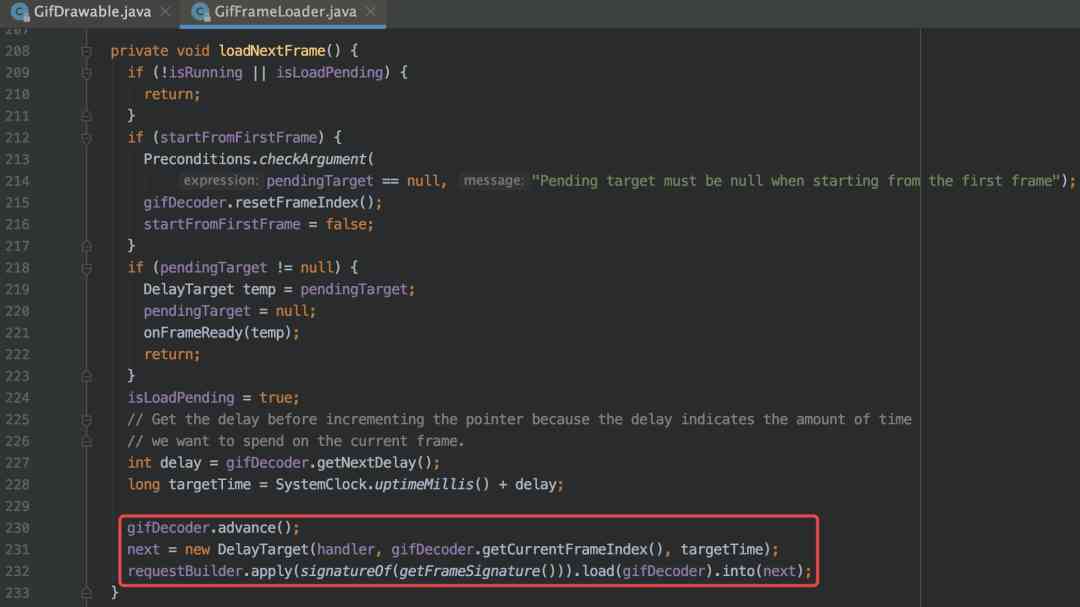 GifDrawable.java GifFrameLoader.java
207
208 private void loadNextFrame() {
209 if (!isRunning || isLoadPending) {
210 return;
211 }
212 if (startFromFirstFrame) {
213 Preconditions.checkArgument(
214 expression: pendingTarget == null, message: "Pending target must be null when starting from the first frame");
215 gifDecoder.resetFrameIndex();
216 startFromFirstFrame = false;
217 }
218 if (pendingTarget != null) {
219 DelayTarget temp = pendingTarget;
220 pendingTarget = null;
221 onFrameReady(temp);
222 return;
223 }
224 isLoadPending = true;
225 // Get the delay before incrementing the pointer because the delay indicates the amount of time
226 // we want to spend on the current frame.
227 int delay = gifDecoder.getNextDelay();
228 long targetTime = SystemClock.uptimeMillis() + delay;
229
230 gifDecoder.advance();
231 next = new DelayTarget(handler, gifDecoder.getCurrentFrameIndex(), targetTime);
232 requestBuilder.apply(signatureOf(getFrameSignature())).load(gifDecoder).into(next);
233 }